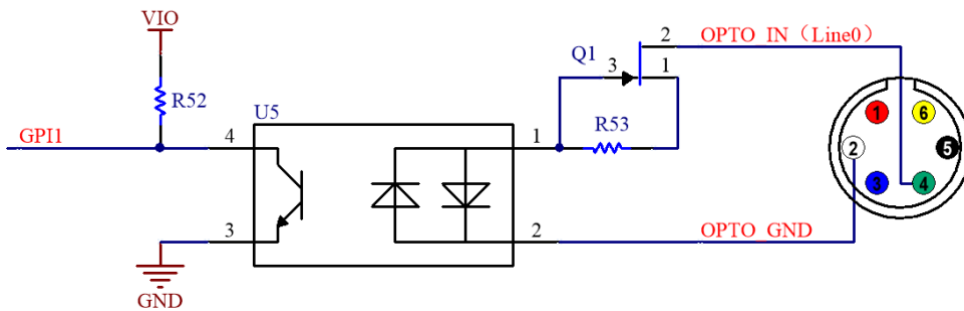 VIO
R52
GPI1
U5
4
3
1
2
GND
Q1
3
2
1
R53
OPTO_IN（Line0）
OPTO_GND
1
6
2
5
3
4